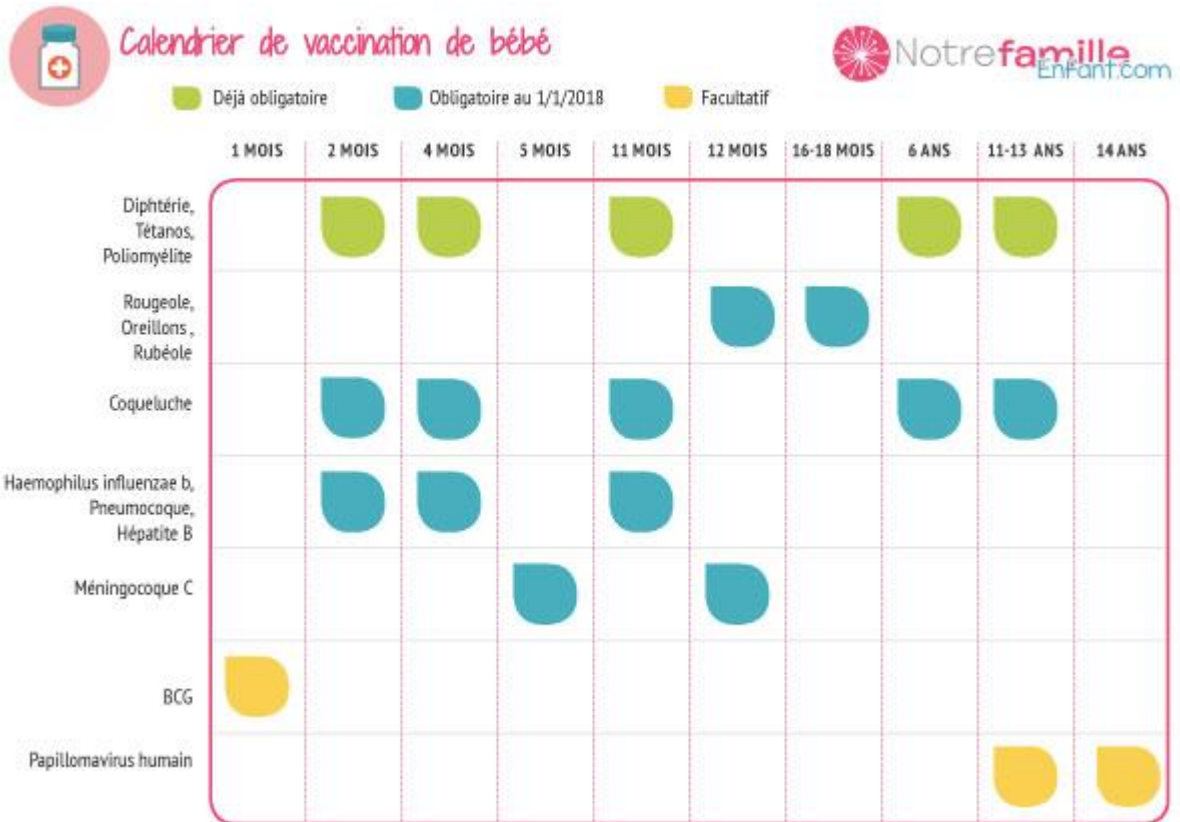 Calendrier de vaccination de bébé
Notrefamille
Enfant.com
Déjà obligatoire
Obligatoire au 1/1/2018
Facultatif
1 MOIS 2 MOIS 4 MOIS 5 MOIS 11 MOIS 12 MOIS 16-18 MOIS 6 ANS 11-13 ANS 14 ANS
Diphtérie,
Tétanos,
Poliomyélite
Rougeole,
Oreillons ,
Rubéole
Coqueluche
Haemophilus influenzae b,
Pneumocoque,
Hépatite B
Méningocoque C
BCG
Papillomavirus humain